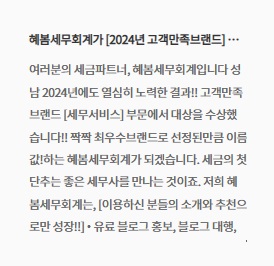 혜봄세무회계가 [2024년 고객만족브랜드] ···
여러분의 세금파트너, 혜봄세무회계입니다 성
남 2024년에도 열심히 노력한 결과!! 고객만족
브랜드 [세무서비스] 부문에서 대상을 수상했
습니다!! 짝짝 최우수브랜드로 선정된만큼 이름
값!하는 혜봄세무회계가 되겠습니다. 세금의 첫
단추는 좋은 세무사를 만나는 것이죠. 저희 혜
봄세무회계는, [이용하신 분들의 소개와 추천으
로만 성장!!] • 유료 블로그 홍보, 블로그 대행,